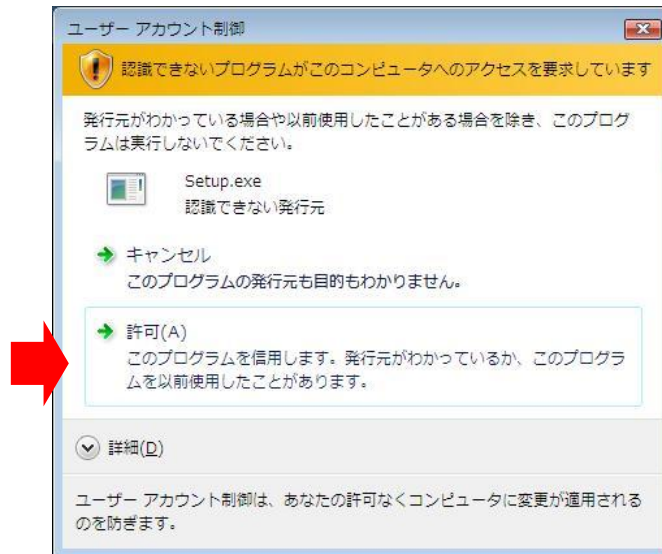 ユーザー アカウント制御
認識できないプログラムがこのコンピュータへのアクセスを要求しています
発行元がわかっている場合や以前使用したことがある場合を除き、このプログ
ラムは実行しないでください。
Setup.exe
認識できない発行元
キャンセル
このプログラムの発行元も目的もわかりません。
許可(A)
このプログラムを信用します。発行元がわかっているか、このプログラ
ムを以前使用したことがあります。
詳細(D)
ユーザー アカウント制御は、あなたの許可なくコンピュータに変更が適用される
のを防ぎます。